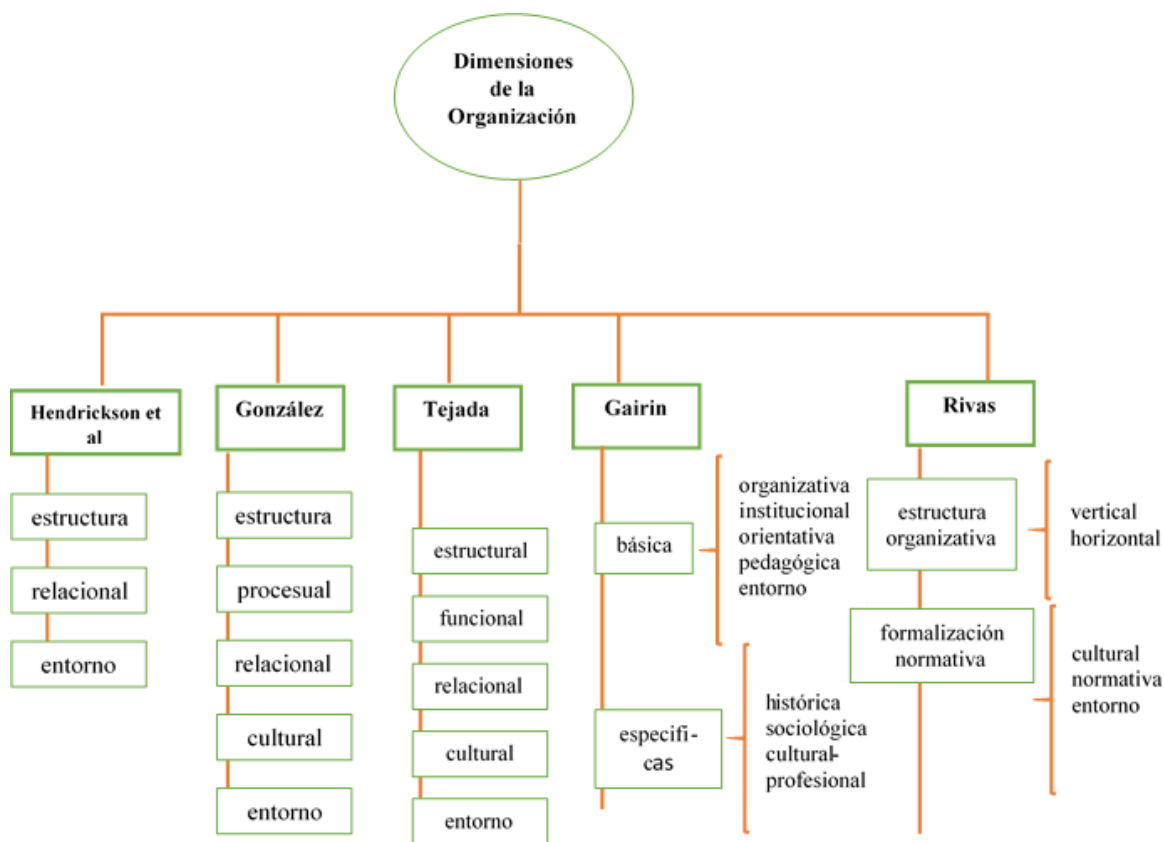 Dimensiones
de la
Organización
Hendrickson et
al
estructura
relacional
entorno
González
estructura
procesual
relacional
cultural
entorno
Tejada
estructural
funcional
relacional
cultural
entorno
Gairin
básica
organizativa
institucional
orientativa
pedagógica
entorno
especifi-
cas
histórica
sociológica
cultural-
profesional
Rivas
estructura
organizativa
vertical
horizontal
formalización
normativa
cultural
normativa
entorno